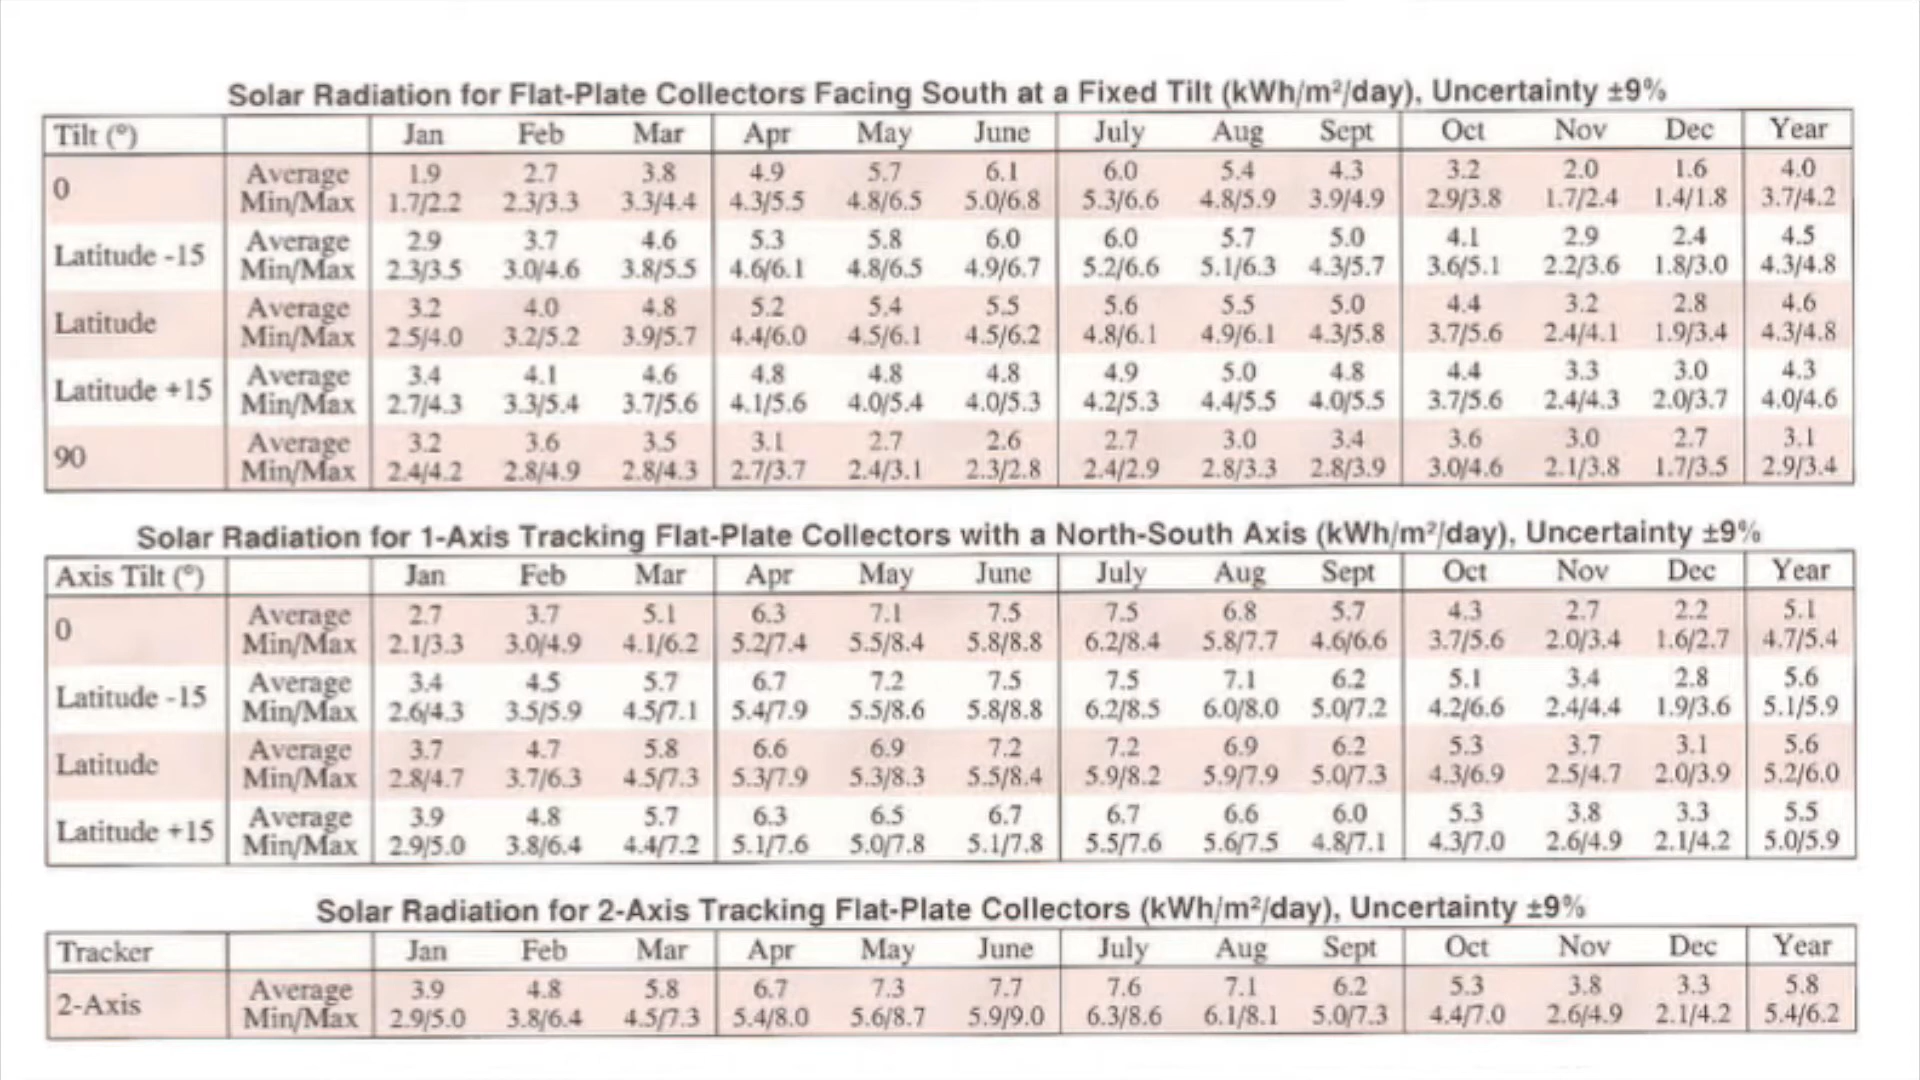 Solar Radiation for Flat-Plate Collectors Facing South at a Fixed Tilt (kWh/m²/day), Uncertainty ±9%
Tilt (°) Jan Feb Mar Apr May June July Aug Sept Oct Nov Dec Year
0 Average 1.9 2.7 3.8 4.9 5.7 6.1 6.0 5.4 4.3 3.2 2.0 1.6 4.0
Min/Max 1.7/2.2 2.3/3.3 3.3/4.4 4.3/5.5 4.8/6.5 5.0/6.8 5.3/6.6 4.8/5.9 3.9/4.9 2.9/3.8 1.7/2.4 1.4/1.8 3.7/4.2
Latitude -15 Average 2.9 3.7 4.6 5.3 5.8 6.0 6.0 5.7 5.0 4.1 2.9 2.4 4.5
Min/Max 2.3/3.5 3.0/4.6 3.8/5.5 4.6/6.1 4.8/6.5 4.9/6.7 5.2/6.6 5.1/6.3 4.3/5.7 3.6/5.1 2.2/3.6 1.8/3.0 4.3/4.8
Latitude Average 3.2 4.0 4.8 5.2 5.4 5.5 5.6 5.5 5.0 4.4 3.2 2.8 4.6
Min/Max 2.5/4.0 3.2/5.2 3.9/5.7 4.4/6.0 4.5/6.1 4.5/6.2 4.8/6.1 4.9/6.1 4.3/5.8 3.7/5.6 2.4/4.1 1.9/3.4 4.3/4.8
Latitude +15 Average 3.4 4.1 4.6 4.8 4.8 4.8 4.9 5.0 4.8 4.4 3.3 3.0 4.3
Min/Max 2.7/4.3 3.3/5.4 3.7/5.6 4.1/5.6 4.0/5.4 4.0/5.3 4.2/5.3 4.4/5.5 4.0/5.5 3.7/5.6 2.4/4.3 2.0/3.7 4.0/4.6
90 Average 3.2 3.6 3.5 3.1 2.7 2.6 2.7 3.0 3.4 3.6 3.0 2.7 3.1
Min/Max 2.4/4.2 2.8/4.9 2.8/4.3 2.7/3.7 2.4/3.1 2.3/2.8 2.4/2.9 2.8/3.3 2.8/3.9 3.0/4.6 2.1/3.8 1.7/3.5 2.9/3.4
Solar Radiation for 1-Axis Tracking Flat-Plate Collectors with a North-South Axis (kWh/m²/day), Uncertainty ±9%
Axis Tilt (°) Jan Feb Mar Apr May June July Aug Sept Oct Nov Dec Year
0 Average 2.7 3.7 5.1 6.3 7.1 7.5 7.5 6.8 5.7 4.3 2.7 2.2 5.1
Min/Max 2.1/3.3 3.0/4.9 4.1/6.2 5.2/7.4 5.5/8.4 5.8/8.8 6.2/8.4 5.8/7.7 4.6/6.6 3.7/5.6 2.0/3.4 1.6/2.7 4.7/5.4
Latitude -15 Average 3.4 4.5 5.7 6.7 7.2 7.5 7.5 7.1 6.2 5.1 3.4 2.8 5.6
Min/Max 2.6/4.3 3.5/5.9 4.5/7.1 5.4/7.9 5.5/8.6 5.8/8.8 6.2/8.5 6.0/8.0 5.0/7.2 4.2/6.6 2.4/4.4 1.9/3.6 5.1/5.9
Latitude Average 3.7 4.7 5.8 6.6 6.9 7.2 7.2 6.9 6.2 5.3 3.7 3.1 5.6
Min/Max 2.8/4.7 3.7/6.3 4.5/7.3 5.3/7.9 5.3/8.3 5.5/8.4 5.9/8.2 5.9/7.9 5.0/7.3 4.3/6.9 2.5/4.7 2.0/3.9 5.2/6.0
Latitude +15 Average 3.9 4.8 5.7 6.3 6.5 6.7 6.7 6.6 6.0 5.3 3.8 3.3 5.5
Min/Max 2.9/5.0 3.8/6.4 4.4/7.2 5.1/7.6 5.0/7.8 5.1/7.8 5.5/7.6 5.6/7.5 4.8/7.1 4.3/7.0 2.6/4.9 2.1/4.2 5.0/5.9
Solar Radiation for 2-Axis Tracking Flat-Plate Collectors (kWh/m²/day), Uncertainty ±9%
Tracker Jan Feb Mar Apr May June July Aug Sept Oct Nov Dec Year
2-Axis Average 3.9 4.8 5.8 6.7 7.3 7.7 7.6 7.1 6.2 5.3 3.8 3.3 5.8
Min/Max 2.9/5.0 3.8/6.4 4.5/7.3 5.4/8.0 5.6/8.7 5.9/9.0 6.3/8.6 6.1/8.1 5.0/7.3 4.4/7.0 2.6/4.9 2.1/4.2 5.4/6.2